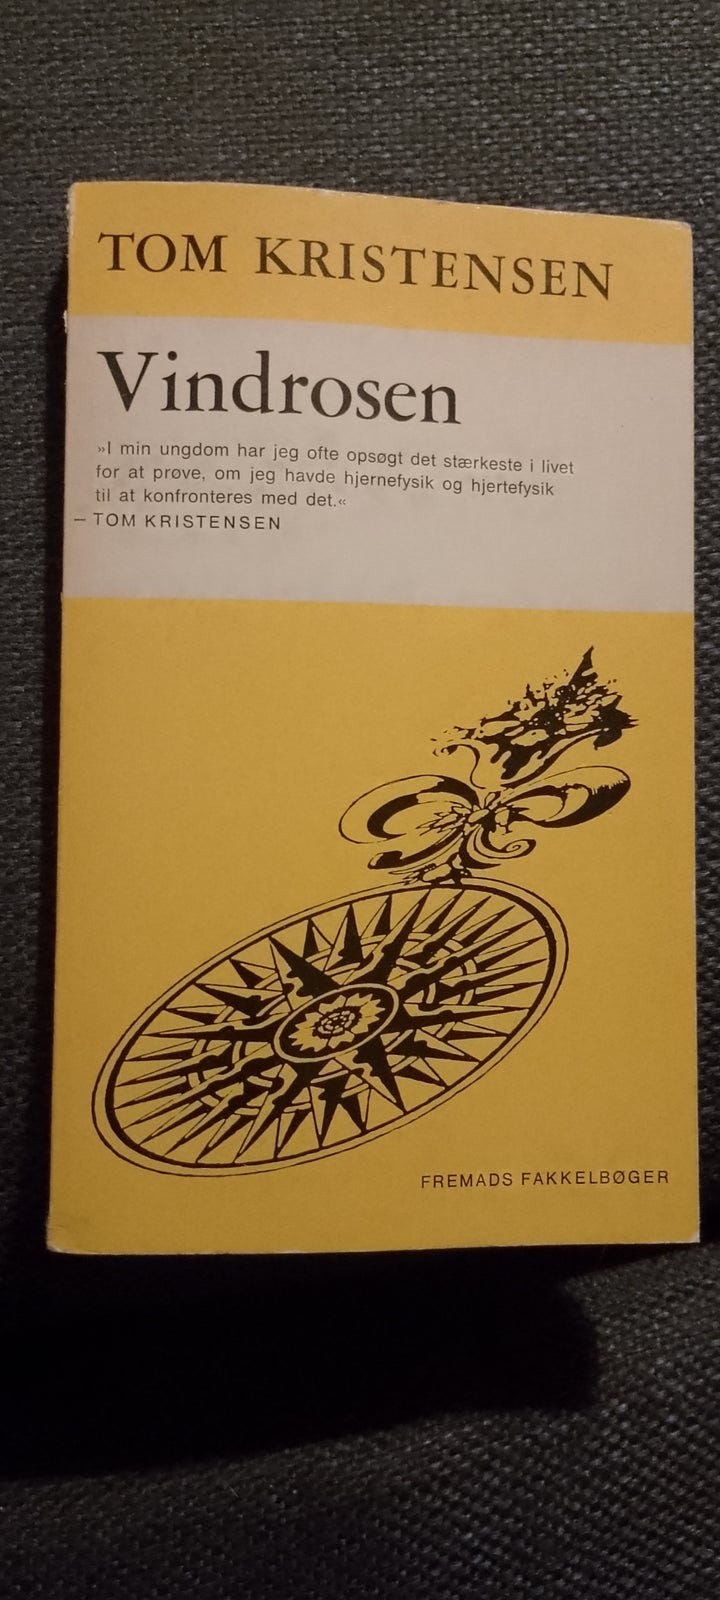 TOM KRISTENSEN
Vindrosen
»I min ungdom har jeg ofte opsøgt det stærkeste i livet
for at prøve, om jeg havde hjernefysik og hjertefysik
til at konfronteres med det.«
– TOM KRISTENSEN
FREMADS FAKKELBØGER